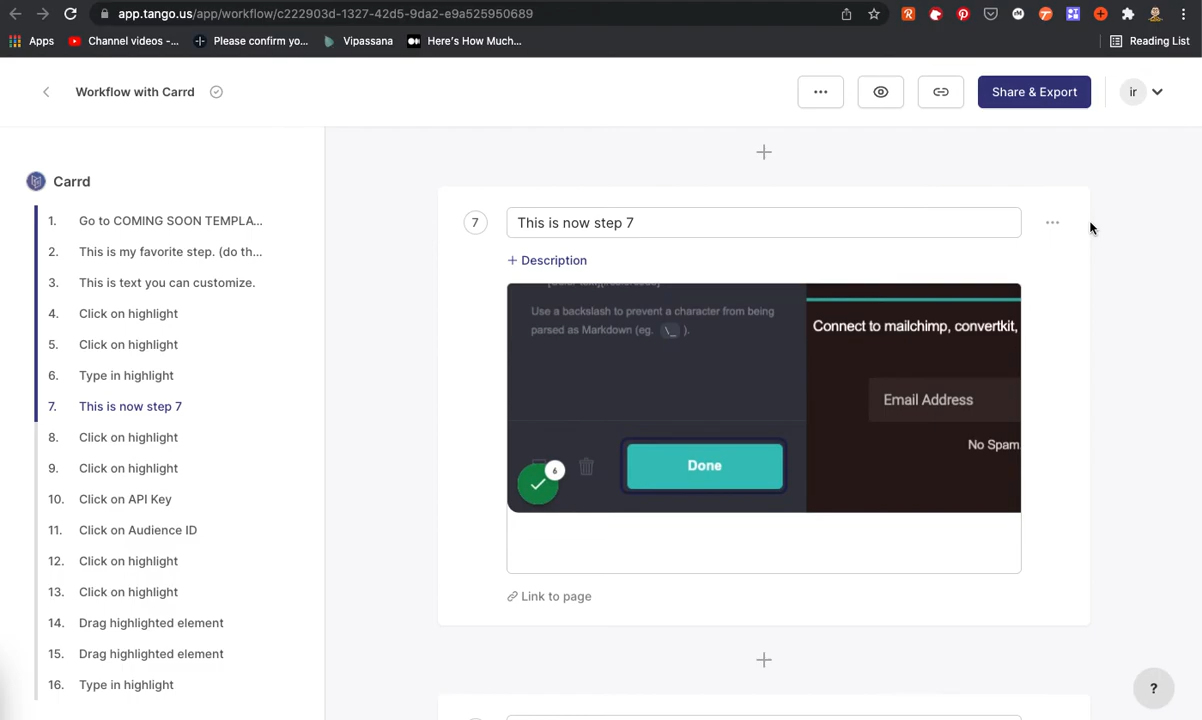 app.tango.us/app/workflow/c222903d-1327-42d5-9da2-e9a525950689
Apps
Channel videos -...
Please confirm yo...
Vipassana
Here's How Much...
Reading List
Workflow with Carrd
Share & Export
ir
Carrd
1. Go to COMING SOON TEMPLA...
2. This is my favorite step. (do th...
3. This is text you can customize.
4. Click on highlight
5. Click on highlight
6. Type in highlight
7. This is now step 7
8. Click on highlight
9. Click on highlight
10. Click on API Key
11. Click on Audience ID
12. Click on highlight
13. Click on highlight
14. Drag highlighted element
15. Drag highlighted element
16. Type in highlight
7 This is now step 7
+ Description
Use a backslash to prevent a character from being
parsed as Markdown (eg. \_ ).
Connect to mailchimp, convertkit,
Email Address
No Spam
Done
6
Link to page
?